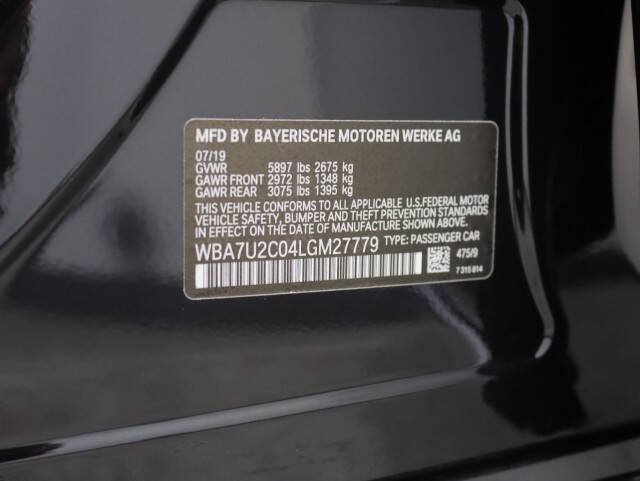 MFD BY BAYERISCHE MOTOREN WERKE AG
07/19
GVWR 5897 lbs 2675 kg
GAWR FRONT 2972 lbs 1348 kg
GAWR REAR 3075 lbs 1395 kg
THIS VEHICLE CONFORMS TO ALL APPLICABLE U.S.FEDERAL MOTOR
VEHICLE SAFETY, BUMPER AND THEFT PREVENTION STANDARDS
IN EFFECT ON THE DATE OF MANUFACTURE SHOWN ABOVE.
WBA7U2C04LGM27779 TYPE: PASSENGER CAR
475/9
7 315 814